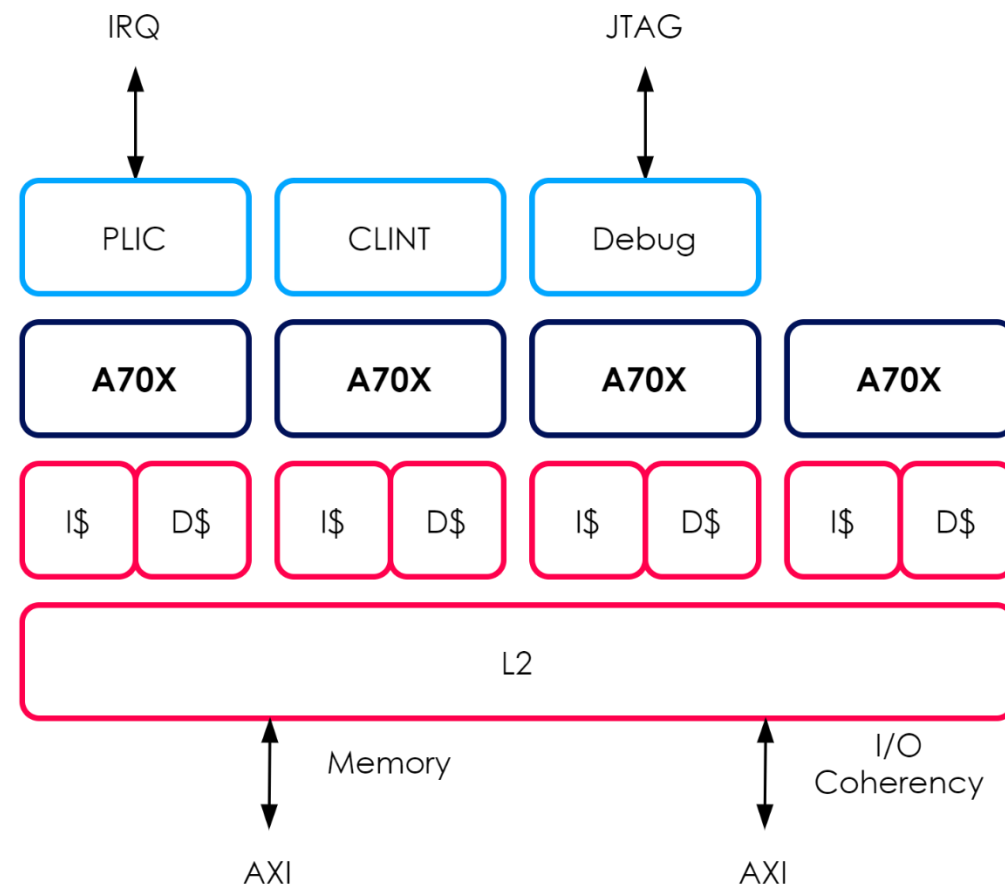 IRQ
JTAG
PLIC
CLINT
Debug
A70X
A70X
A70X
A70X
I$
D$
I$
D$
I$
D$
I$
D$
L2
Memory
I/O
Coherency
AXI
AXI